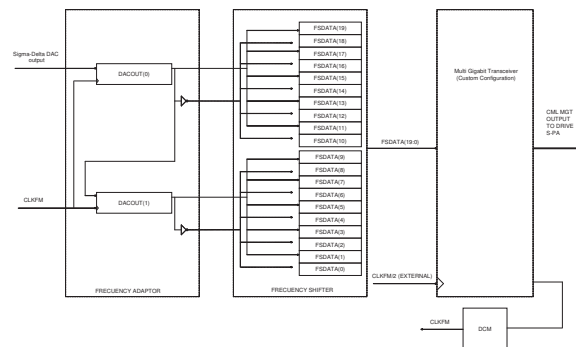 Sigma-Delta DAC
output
DACOUT(0)
CLKFM
DACOUT(1)
FRECUENCY ADAPTOR
FSDATA(19)
FSDATA(18)
FSDATA(17)
FSDATA(16)
FSDATA(15)
FSDATA(14)
FSDATA(13)
FSDATA(12)
FSDATA(11)
FSDATA(10)
FSDATA(9)
FSDATA(8)
FSDATA(7)
FSDATA(6)
FSDATA(5)
FSDATA(4)
FSDATA(3)
FSDATA(2)
FSDATA(1)
FSDATA(0)
FRECUENCY SHIFTER
FSDATA(19:0)
CLKFM/2 (EXTERNAL)
Multi Gigabit Transceiver
(Custom Configuration)
CML MGT
OUTPUT
TO DRIVE
S-PA
CLKFM
DCM